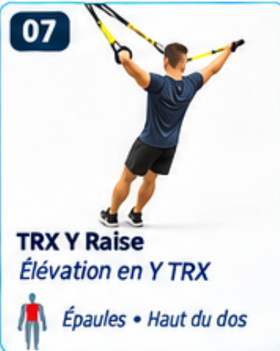 07
TRX Y Raise
Élévation en Y TRX
Épaules • Haut du dos